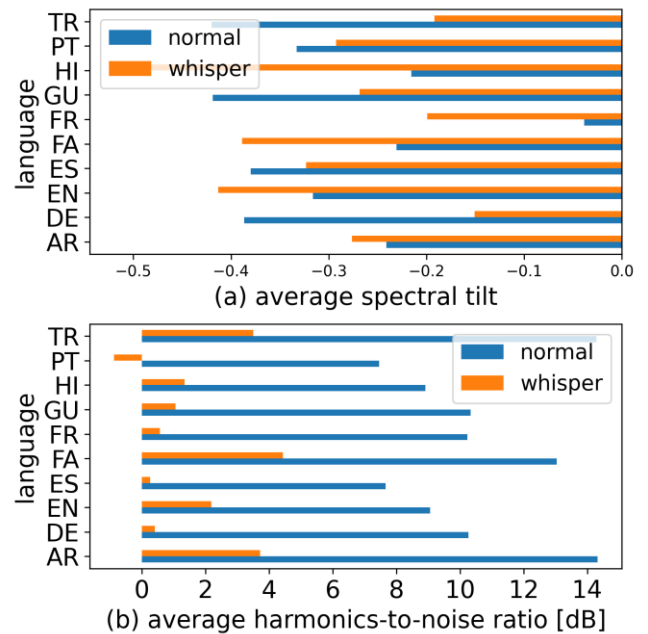 TR
PT
HI
GU
FR
FA
ES
EN
DE
AR
language
normal
whisper
−0.5 −0.4 −0.3 −0.2 −0.1 0.0
(a) average spectral tilt
TR
PT
HI
GU
FR
FA
ES
EN
DE
AR
language
normal
whisper
0 2 4 6 8 10 12 14
(b) average harmonics-to-noise ratio [dB]